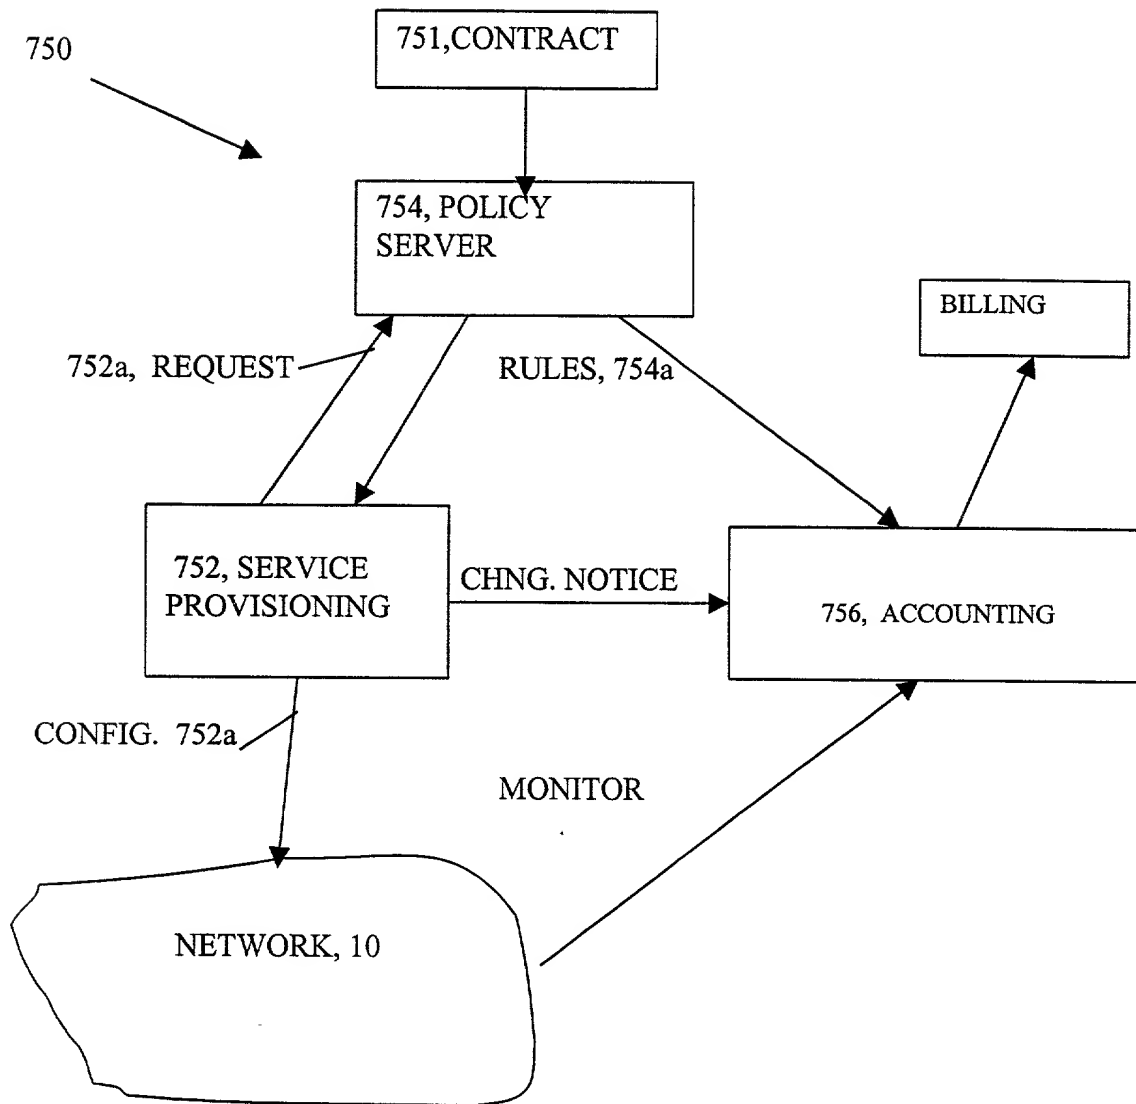 750
751,CONTRACT
754, POLICY
SERVER
BILLING
752a, REQUEST
RULES, 754a
752, SERVICE
PROVISIONING
CHNG. NOTICE
756, ACCOUNTING
CONFIG. 752a
MONITOR
NETWORK, 10